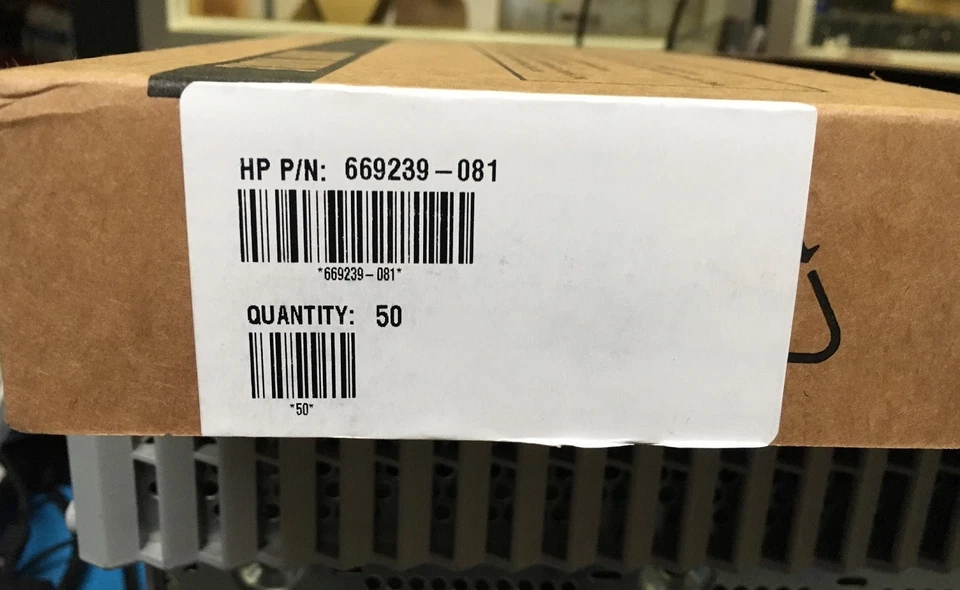 HP P/N: 669239-081
*669239-081*
QUANTITY: 50
*50*